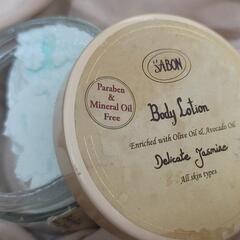 SABON
Paraben
& 
Mineral Oil
Free
Body Lotion
Enriched with Olive Oil & Avocado Oil
Delicate Jasmine
All skin types